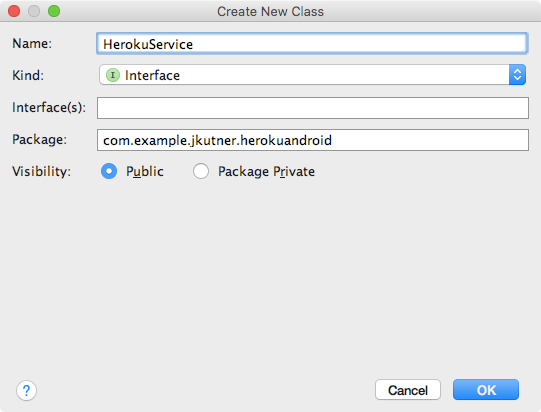 Create New Class
Name: HerokuService
Kind: I Interface
Interface(s):
Package: com.example.jkutner.herokuandroid
Visibility: Public Package Private
? Cancel OK